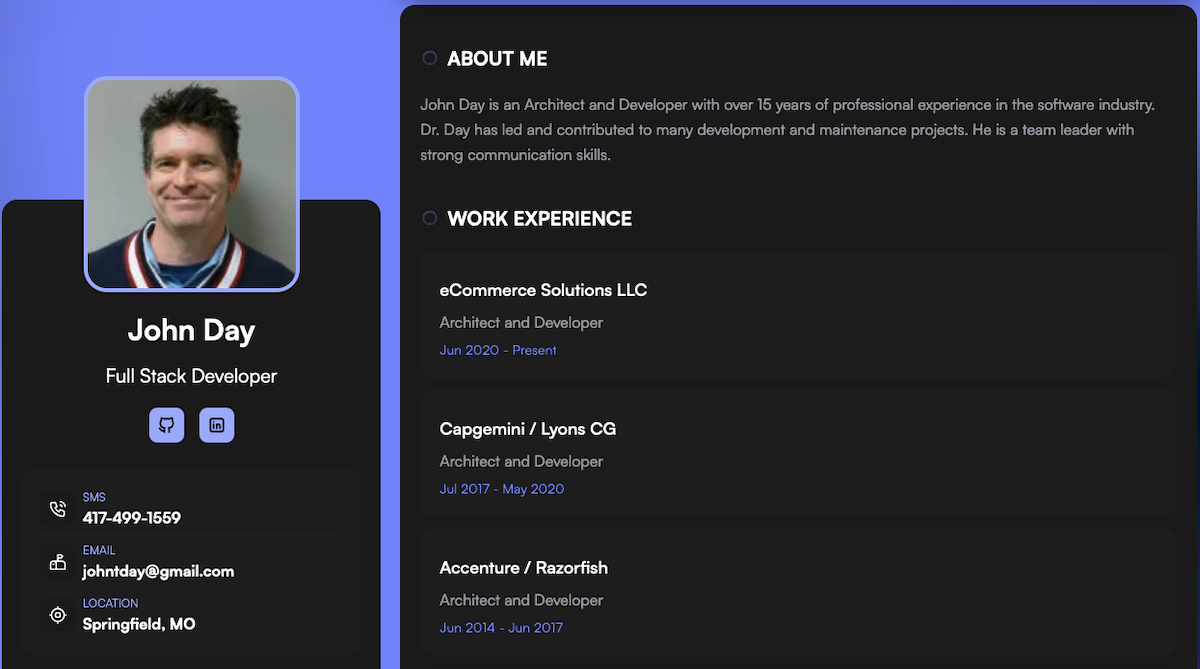 John Day
Full Stack Developer
SMS
417-499-1559
EMAIL
johntday@gmail.com
LOCATION
Springfield, MO
ABOUT ME
John Day is an Architect and Developer with over 15 years of professional experience in the software industry.
Dr. Day has led and contributed to many development and maintenance projects. He is a team leader with
strong communication skills.
WORK EXPERIENCE
eCommerce Solutions LLC
Architect and Developer
Jun 2020 - Present
Capgemini / Lyons CG
Architect and Developer
Jul 2017 - May 2020
Accenture / Razorfish
Architect and Developer
Jun 2014 - Jun 2017